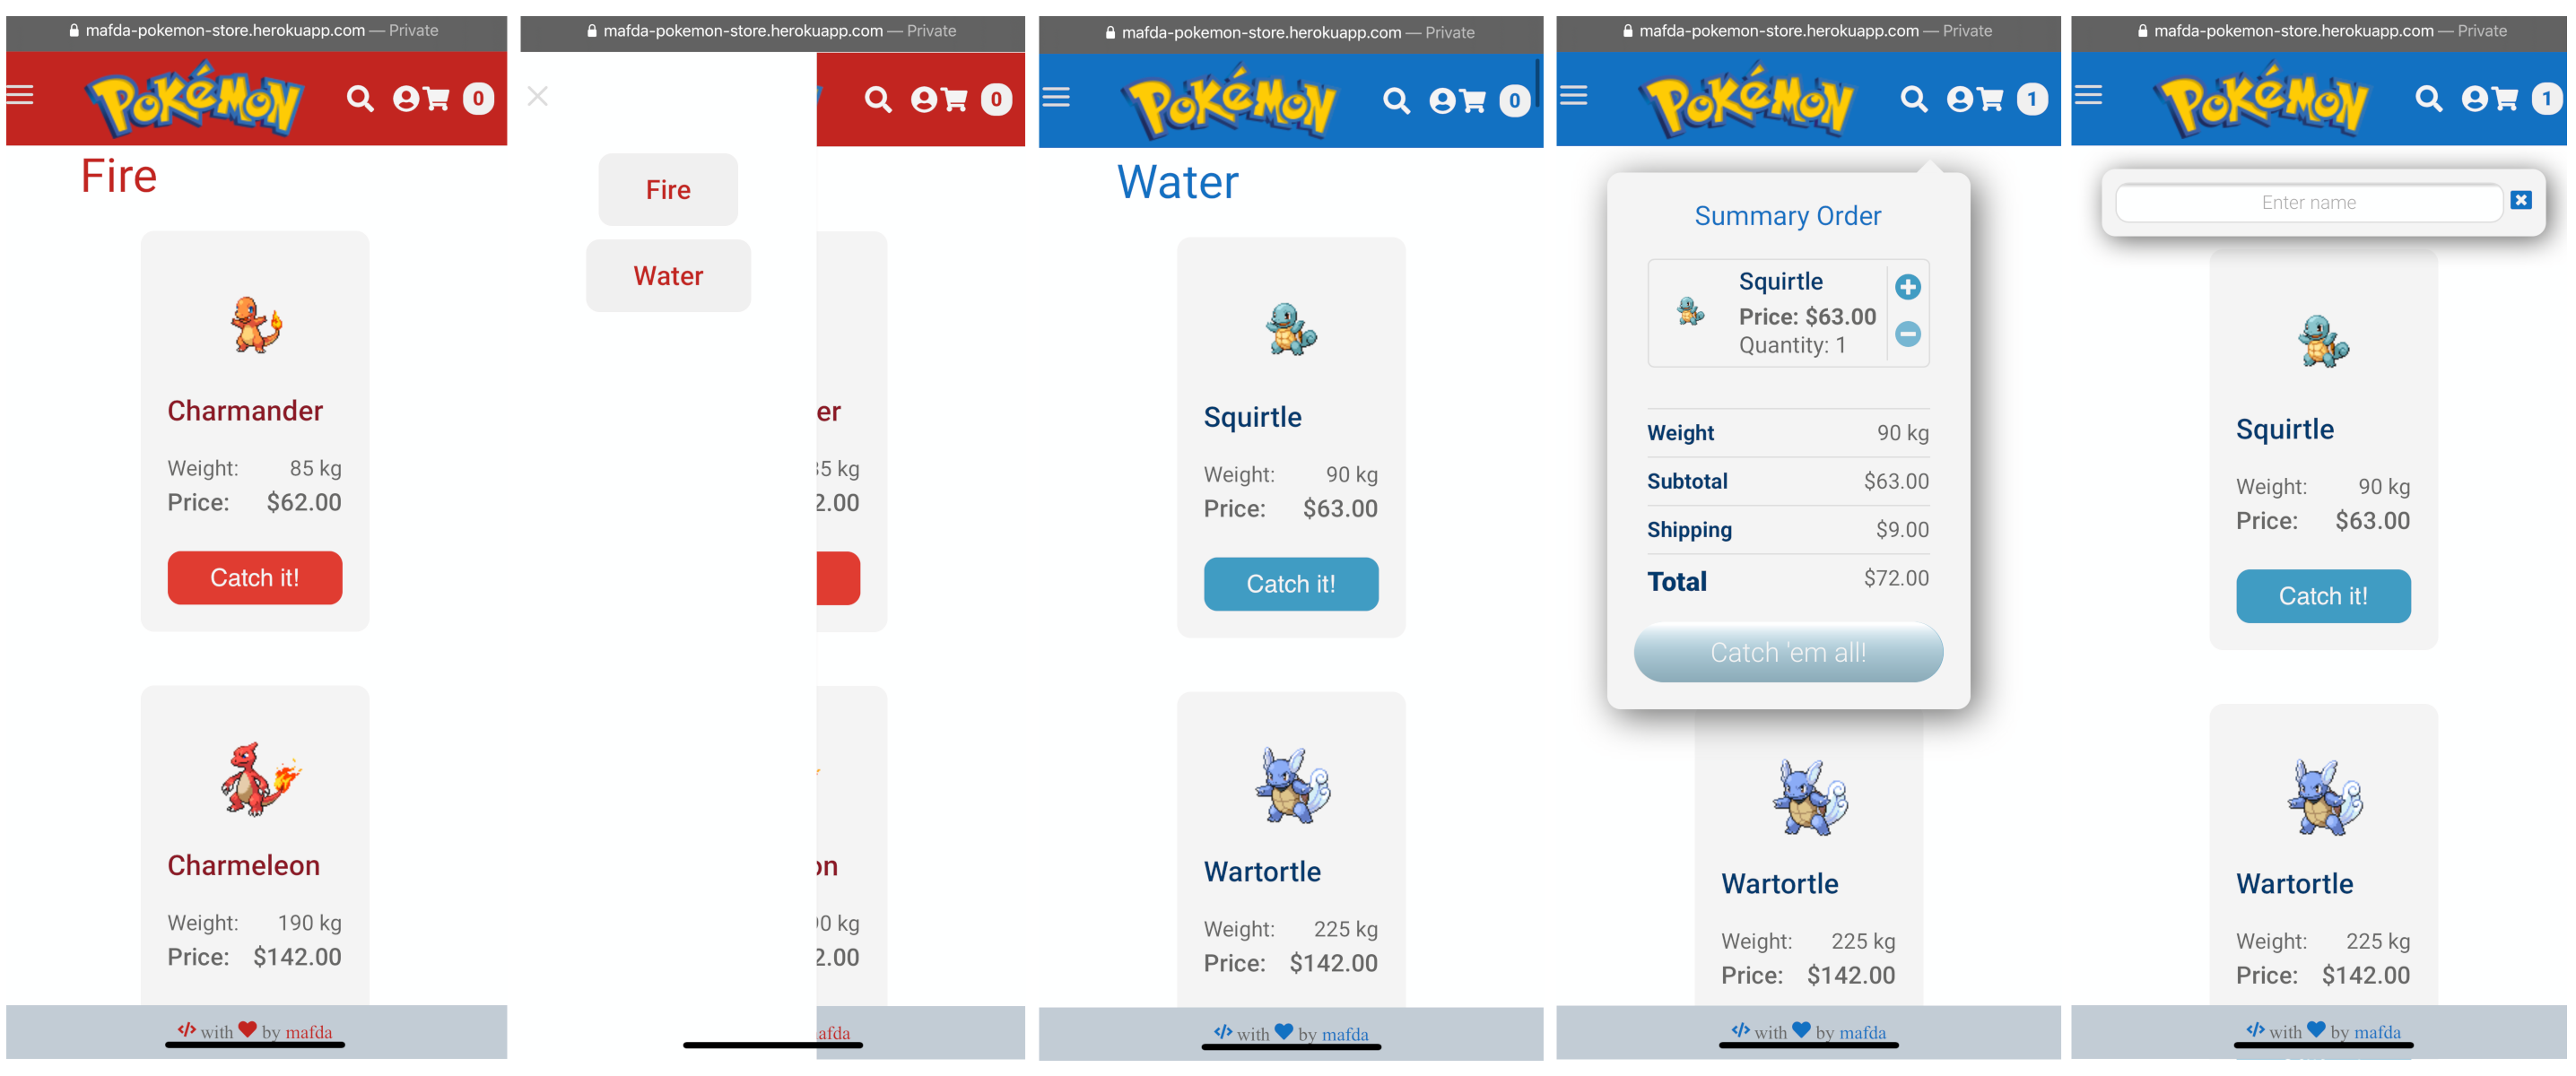 mafda-pokemon-store.herokuapp.com — Private
POKéMON
0
Fire
Charmander
Weight: 85 kg
Price: $62.00
Catch it!
Charmeleon
Weight: 190 kg
Price: $142.00
</> with ♥ by mafda
mafda-pokemon-store.herokuapp.com — Private
0
Fire
Water
er
35 kg
2.00
on
90 kg
2.00
afda
mafda-pokemon-store.herokuapp.com — Private
POKéMON
0
Water
Squirtle
Weight: 90 kg
Price: $63.00
Catch it!
Wartortle
Weight: 225 kg
Price: $142.00
</> with ♥ by mafda
mafda-pokemon-store.herokuapp.com — Private
POKéMON
1
Summary Order
Squirtle
Price: $63.00
Quantity: 1
Weight 90 kg
Subtotal $63.00
Shipping $9.00
Total $72.00
Catch 'em all!
Wartortle
Weight: 225 kg
Price: $142.00
</> with ♥ by mafda
mafda-pokemon-store.herokuapp.com — Private
POKéMON
1
Enter name
Squirtle
Weight: 90 kg
Price: $63.00
Catch it!
Wartortle
Weight: 225 kg
Price: $142.00
</> with ♥ by mafda